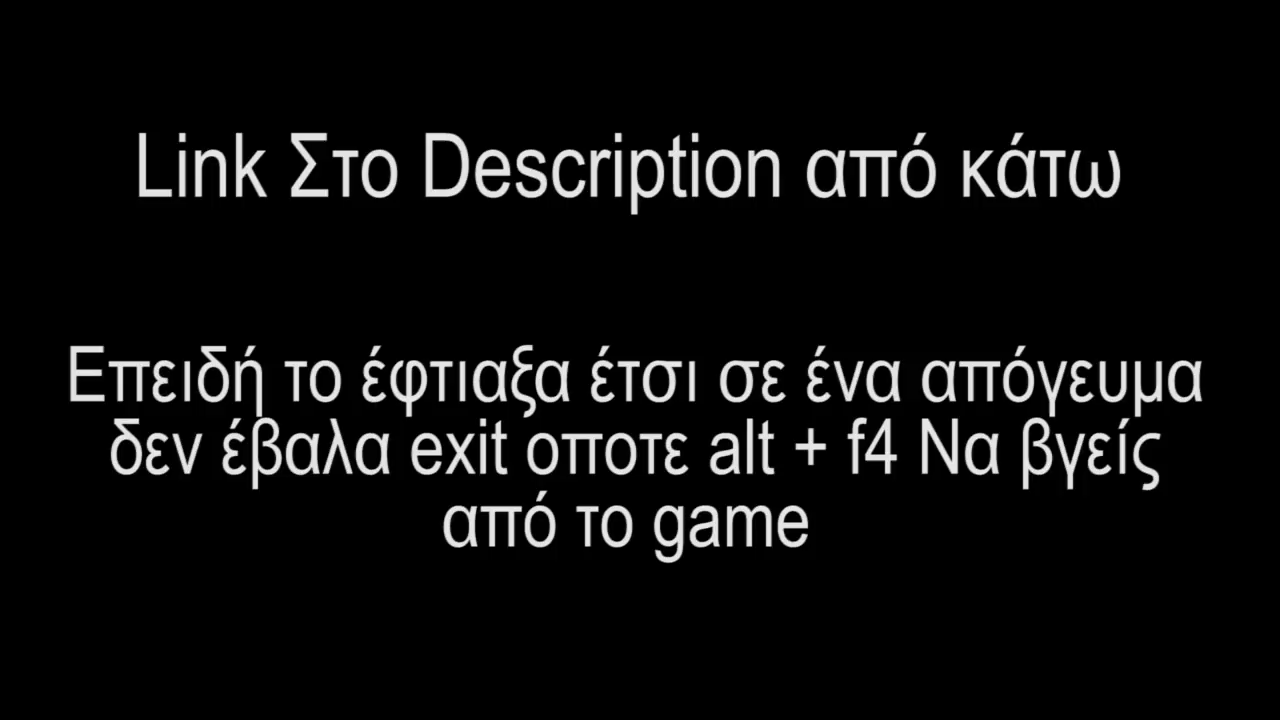 Link Στο Description από κάτω
Επειδή το έφτιαξα έτσι σε ένα απόγευμα
δεν έβαλα exit οποτε alt + f4 Να βγείς
από το game